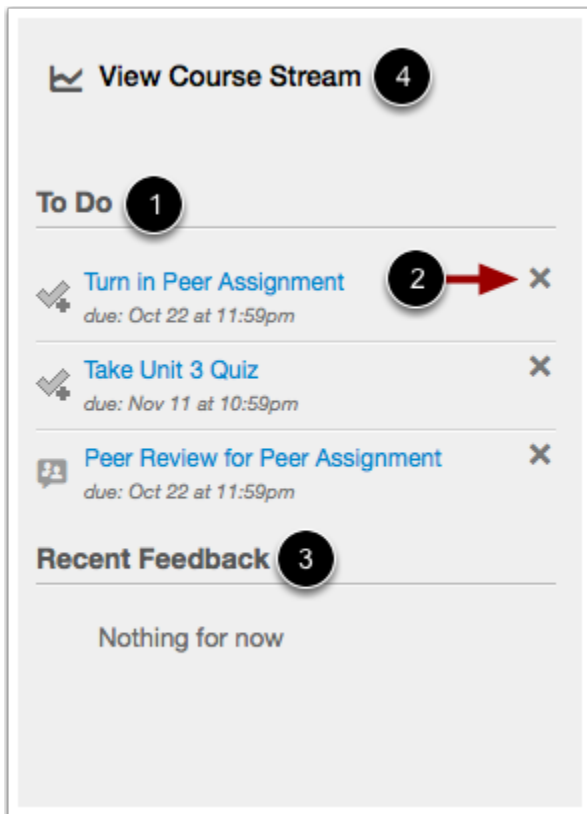 View Course Stream 4
To Do 1
Turn in Peer Assignment 2
due: Oct 22 at 11:59pm
Take Unit 3 Quiz
due: Nov 11 at 10:59pm
Peer Review for Peer Assignment
due: Oct 22 at 11:59pm
Recent Feedback 3
Nothing for now